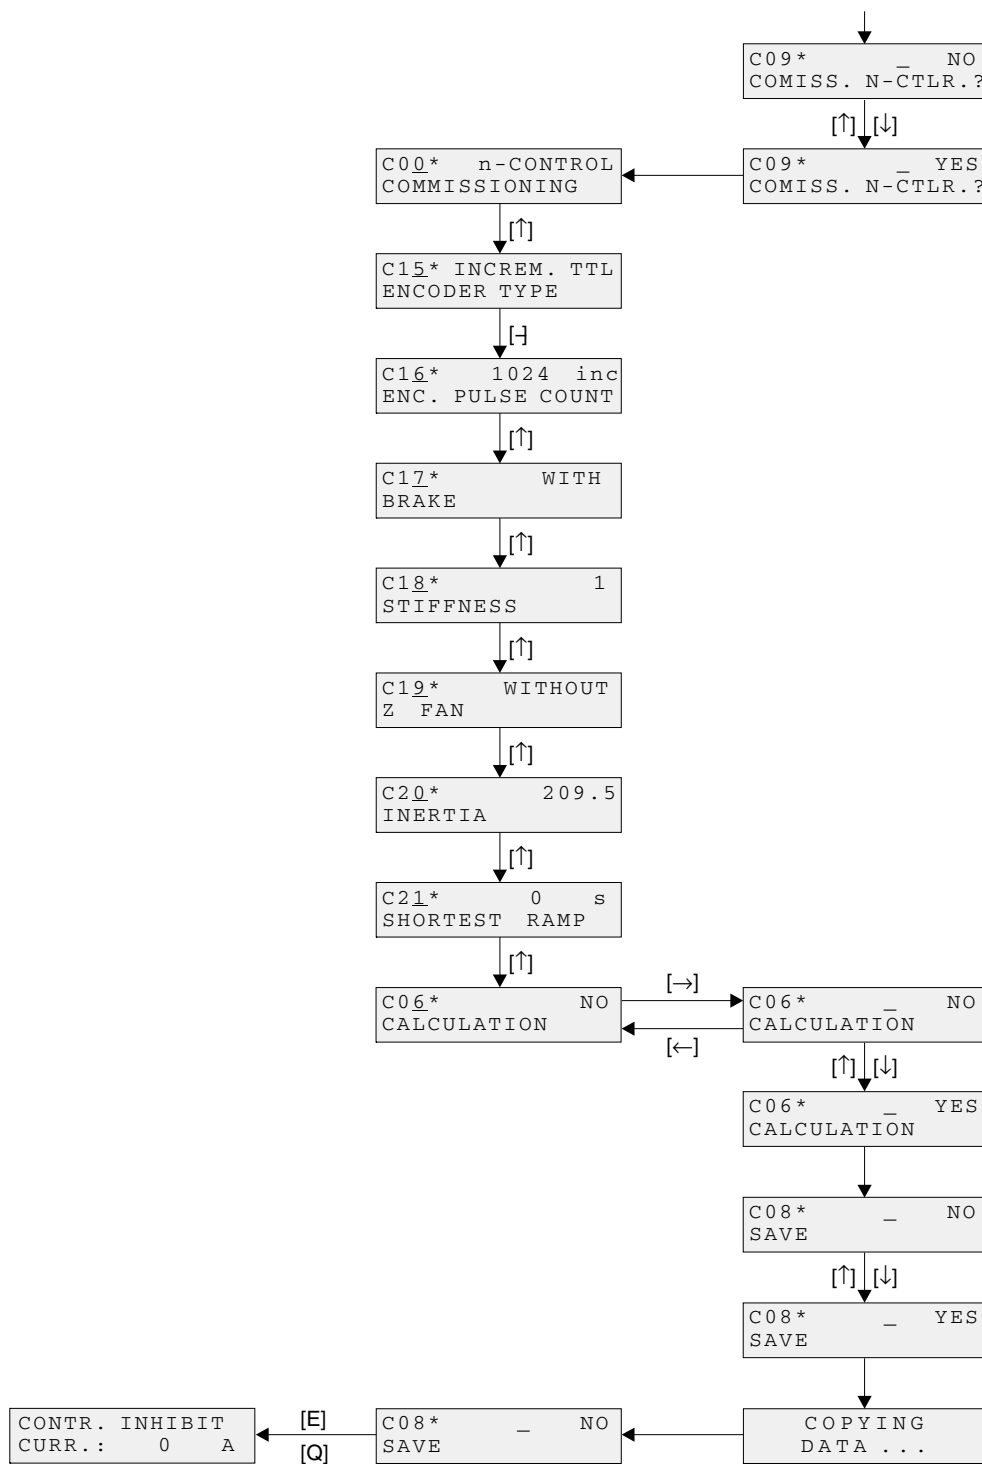 C09* _ NO
COMISS. N-CTLR.?
[↑] [↓]
C00* n-CONTROL
COMMISSIONING
C09* _ YES
COMISS. N-CTLR.?
[↑]
C15* INCREM. TTL
ENCODER TYPE
[-]
C16* 1024 inc
ENC. PULSE COUNT
[↑]
C17* WITH
BRAKE
[↑]
C18* 1
STIFFNESS
[↑]
C19* WITHOUT
Z FAN
[↑]
C20* 209.5
INERTIA
[↑]
C21* 0 s
SHORTEST RAMP
[↑]
C06* NO
CALCULATION
[→]
[←]
C06* _ NO
CALCULATION
[↑] [↓]
C06* _ YES
CALCULATION
C08* _ NO
SAVE
[↑] [↓]
C08* _ YES
SAVE
CONTR. INHIBIT
CURR.: 0 A
[E]
[Q]
C08* _ NO
SAVE
COPYING
DATA ...